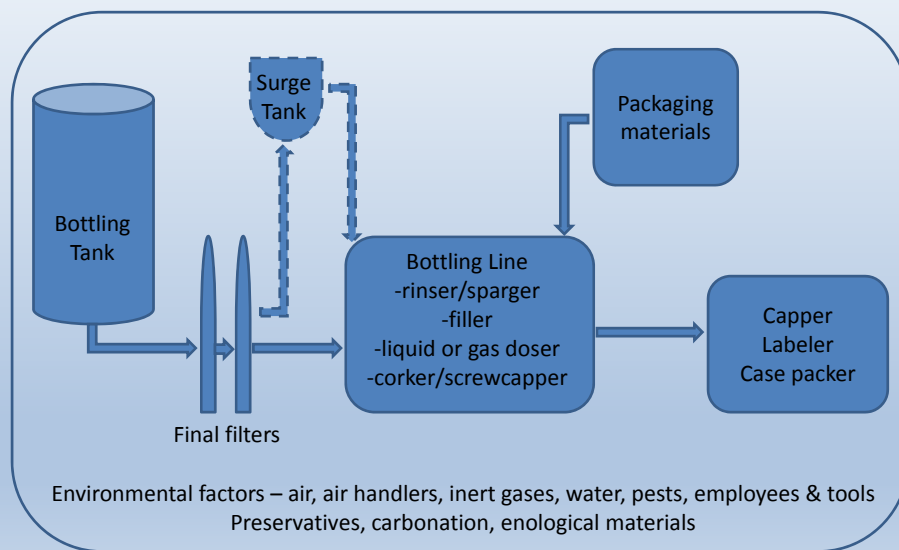 Surge
Tank
Packaging
materials
Bottling
Tank
Bottling Line
-rinser/sparger
-filler
-liquid or gas doser
-corker/screwcapper
Capper
Labeler
Case packer
Final filters
Environmental factors – air, air handlers, inert gases, water, pests, employees & tools
Preservatives, carbonation, enological materials